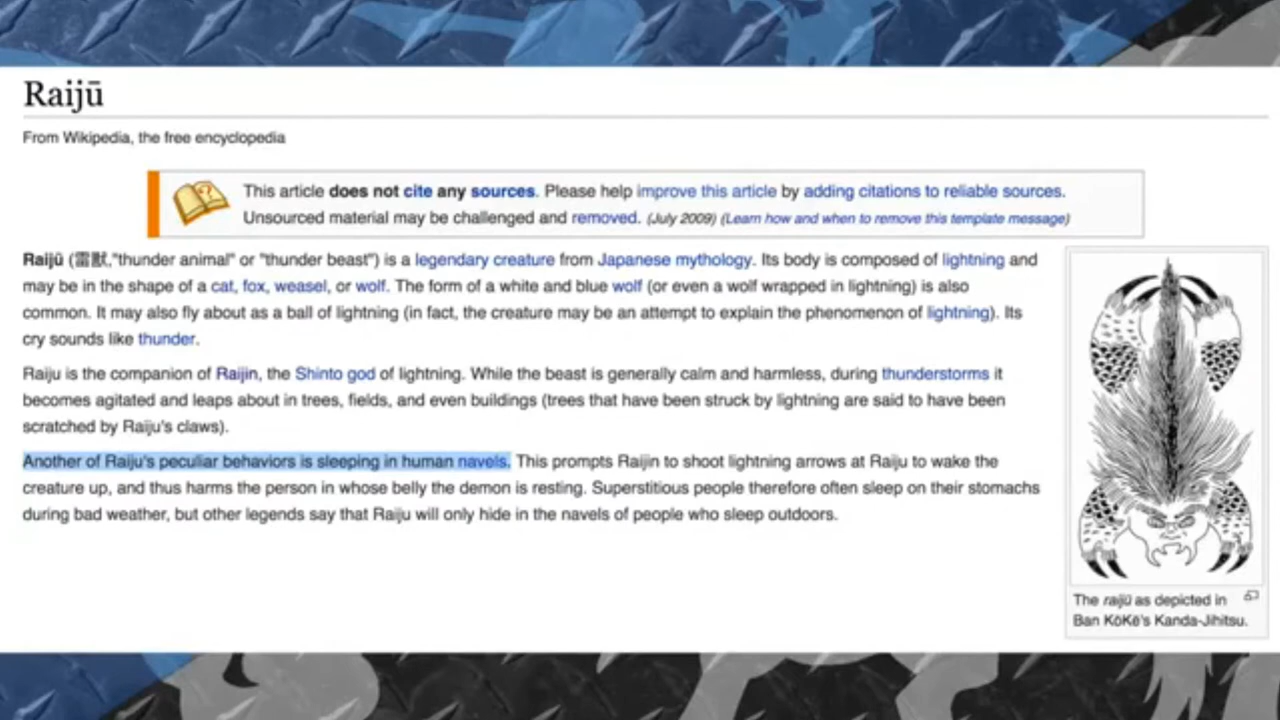 Raijū
From Wikipedia, the free encyclopedia
This article does not cite any sources. Please help improve this article by adding citations to reliable sources.
Unsourced material may be challenged and removed. (July 2009) (Learn how and when to remove this template message)
Raijū (雷獣,"thunder animal" or "thunder beast") is a legendary creature from Japanese mythology. Its body is composed of lightning and
may be in the shape of a cat, fox, weasel, or wolf. The form of a white and blue wolf (or even a wolf wrapped in lightning) is also
common. It may also fly about as a ball of lightning (in fact, the creature may be an attempt to explain the phenomenon of lightning). Its
cry sounds like thunder.
Raiju is the companion of Raijin, the Shinto god of lightning. While the beast is generally calm and harmless, during thunderstorms it
becomes agitated and leaps about in trees, fields, and even buildings (trees that have been struck by lightning are said to have been
scratched by Raiju's claws).
Another of Raiju's peculiar behaviors is sleeping in human navels. This prompts Raijin to shoot lightning arrows at Raiju to wake the
creature up, and thus harms the person in whose belly the demon is resting. Superstitious people therefore often sleep on their stomachs
during bad weather, but other legends say that Raiju will only hide in the navels of people who sleep outdoors.
The raijū as depicted in
Ban KōKē's Kanda-Jihitsu.